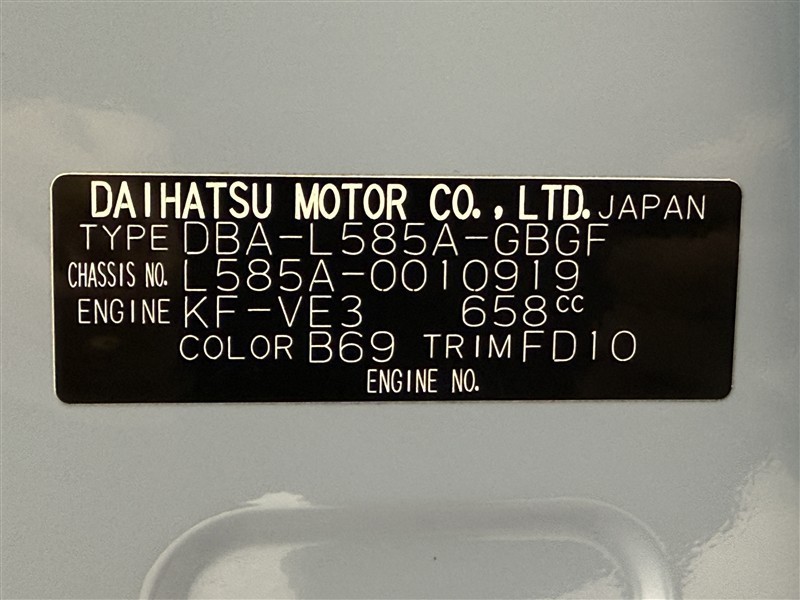 DAIHATSU MOTOR CO., LTD. JAPAN
TYPE DBA-L585A-GBGF
CHASSIS NO. L585A-0010919
ENGINE KF-VE3 658cc
COLOR B69 TRIM FD10
ENGINE NO.